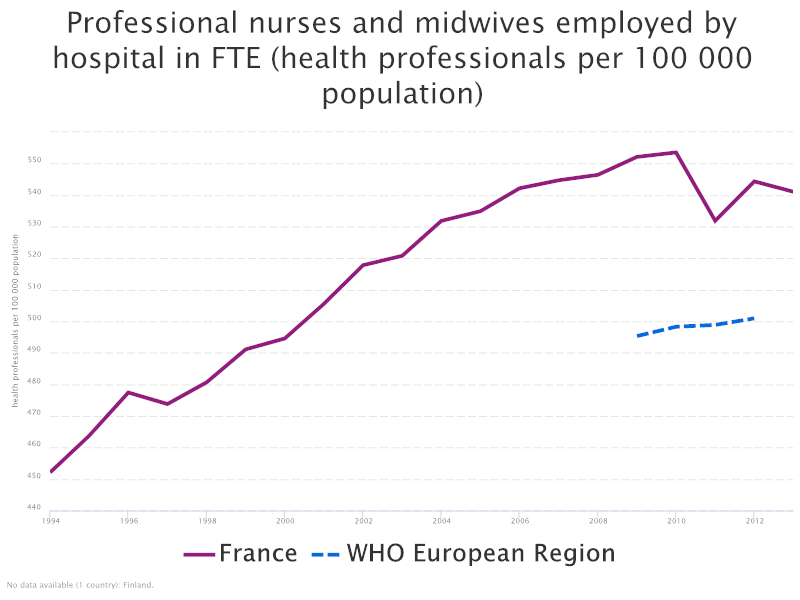 Professional nurses and midwives employed by
hospital in FTE (health professionals per 100 000
population)
health professionals per 100 000 population
550
540
530
520
510
500
490
480
470
460
450
440
1994 1996 1998 2000 2002 2004 2006 2008 2010 2012
France WHO European Region
No data available (1 country): Finland.